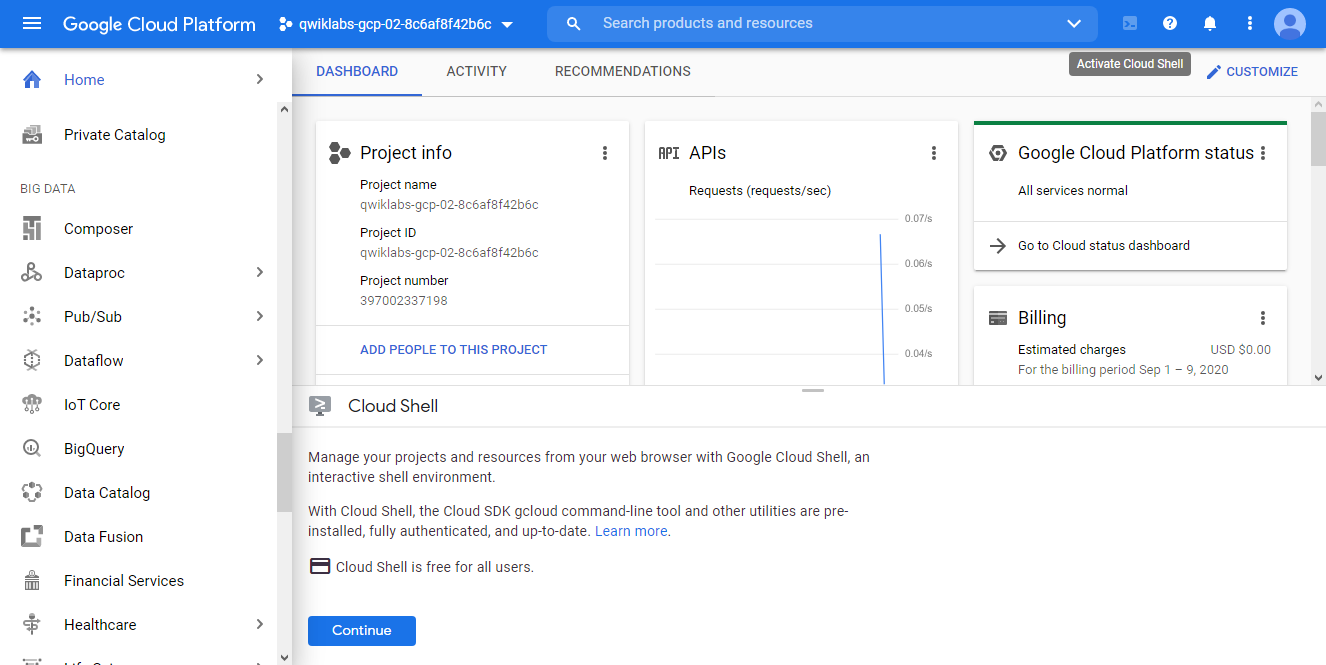 Google Cloud Platform
qwiklabs-gcp-02-8c6af8f42b6c
Search products and resources
Activate Cloud Shell
Home
Private Catalog
BIG DATA
Composer
Dataproc
Pub/Sub
Dataflow
IoT Core
BigQuery
Data Catalog
Data Fusion
Financial Services
Healthcare
DASHBOARD
ACTIVITY
RECOMMENDATIONS
CUSTOMIZE
Project info
Project name
qwiklabs-gcp-02-8c6af8f42b6c
Project ID
qwiklabs-gcp-02-8c6af8f42b6c
Project number
397002337198
ADD PEOPLE TO THIS PROJECT
API APIs
Requests (requests/sec)
0.07/s
0.06/s
0.05/s
0.04/s
Google Cloud Platform status
All services normal
Go to Cloud status dashboard
Billing
Estimated charges USD $0.00
For the billing period Sep 1 – 9, 2020
Cloud Shell
Manage your projects and resources from your web browser with Google Cloud Shell, an
interactive shell environment.
With Cloud Shell, the Cloud SDK gcloud command-line tool and other utilities are pre-
installed, fully authenticated, and up-to-date. Learn more.
Cloud Shell is free for all users.
Continue